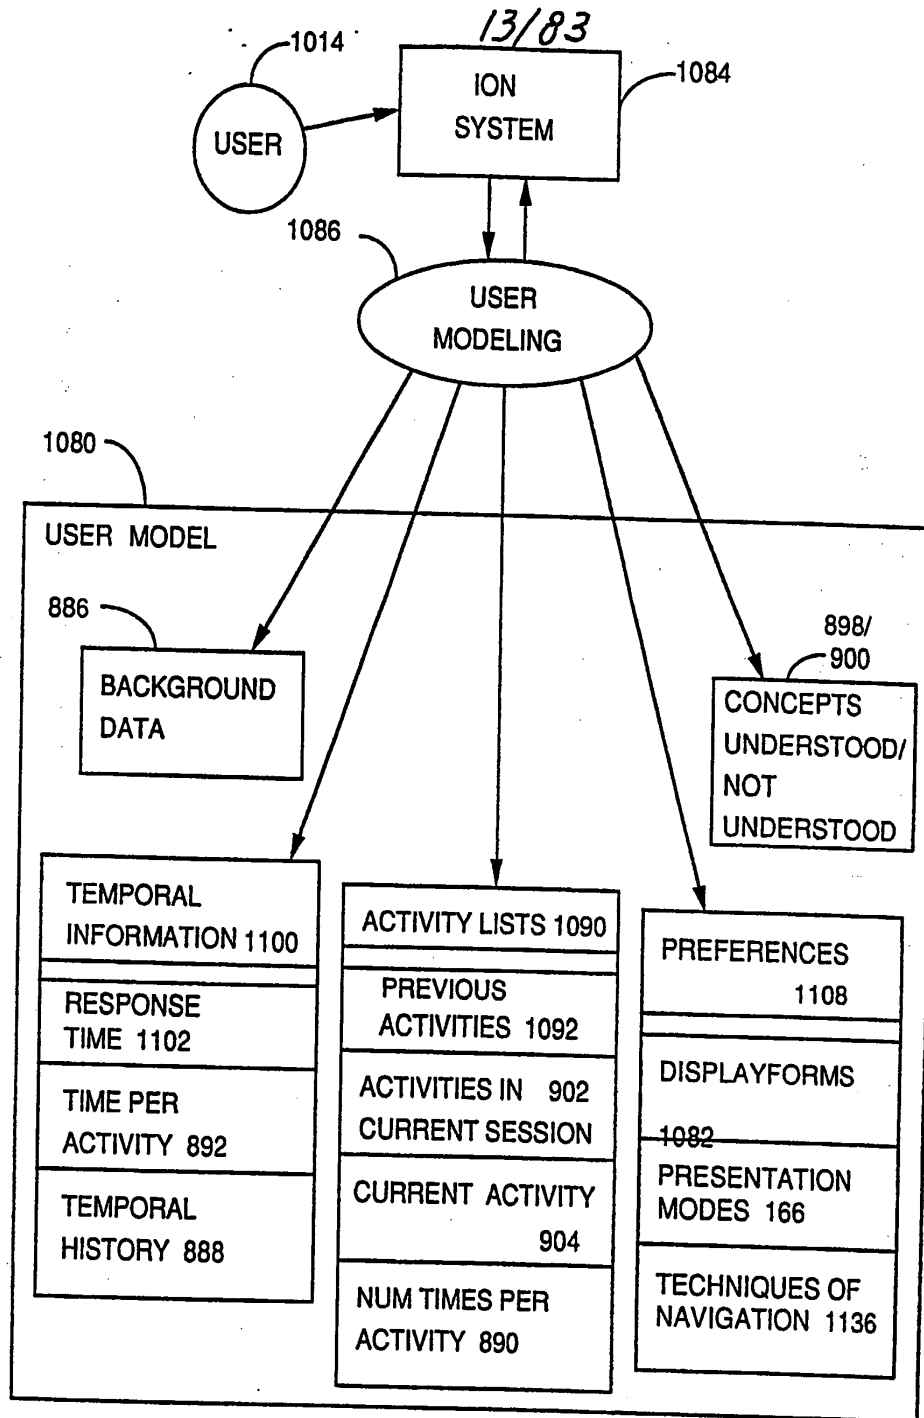 13/83
1014
1084
ION
SYSTEM
USER
1086
USER
MODELING
1080
USER MODEL
886
BACKGROUND
DATA
898/
900
CONCEPTS
UNDERSTOOD/
NOT
UNDERSTOOD
TEMPORAL
INFORMATION 1100
RESPONSE
TIME 1102
TIME PER
ACTIVITY 892
TEMPORAL
HISTORY 888
ACTIVITY LISTS 1090
PREVIOUS
ACTIVITIES 1092
ACTIVITIES IN 902
CURRENT SESSION
CURRENT ACTIVITY
904
NUM TIMES PER
ACTIVITY 890
PREFERENCES
1108
DISPLAYFORMS
1082
PRESENTATION
MODES 166
TECHNIQUES OF
NAVIGATION 1136